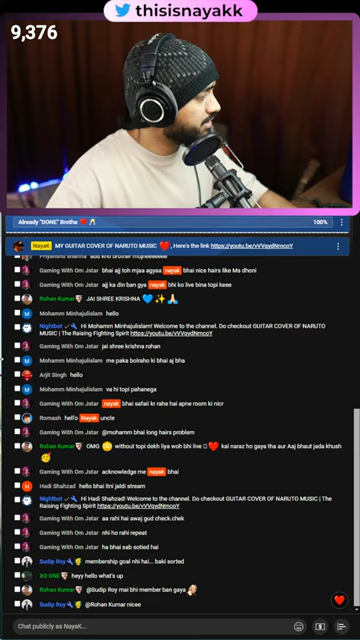 thisisnayakk
9,376
Already "DONE" Brotha ❤️ 🥂
100%
NayaK MY GUITAR COVER OF NARUTO MUSIC ❤️, Here's the link https://youtu.be/vVVqydNmcoY
Gaming With Om Jstar bhai ajj toh mjaa agyaa nayak bhai nice hairs like Ms dhoni
Gaming With Om Jstar ajj ka din ban gya nayak bhi ko live bina topi keee
Rohan Kumar JAI SHREE KRISHNA 💙✨🙏🏻
Mohamm Minhajulislam hello
Nightbot Hi Mohamm Minhajulislam! Welcome to the channel. Do checkout GUITAR COVER OF NARUTO
MUSIC | The Raising Fighting Spirit https://youtu.be/vVVqydNmcoY
Gaming With Om Jstar jai shree krishna rohan
Mohamm Minhajulislam me paka bolraho ki bhai aj bha
Arjit Singh hello
Mohamm Minhajulislam va hi topi pahanega
Gaming With Om Jstar nayak bhai safaii kr rahe hai apne room ki nicr
Romash hello Nayak uncle
Gaming With Om Jstar @mohamm bhai long hairs problem
Rohan Kumar OMG without topi dekh liya woh bhi live ❤️ kal naraz ho gaya tha aur Aaj bhaut jada khush
🥳
Gaming With Om Jstar acknowledge me nayak bhai
Hadi Shahzad hello bhai itni jaldi stream
Nightbot Hi Hadi Shahzad! Welcome to the channel. Do checkout GUITAR COVER OF NARUTO MUSIC | The
Raising Fighting Spirit https://youtu.be/vVVqydNmcoY
Gaming With Om Jstar aa rahi hai awaj gud check.chek
Gaming With Om Jstar nhi ho rahi repeat
Gaming With Om Jstar ha bhai sab sotied hai
Sudip Roy membership goal nhi hai... baki sorted
XD ONE heyy hello what's up
Rohan Kumar @Sudip Roy mai bhi member ban gaya
Sudip Roy @Rohan Kumar nicee
Chat publicly as NayaK...